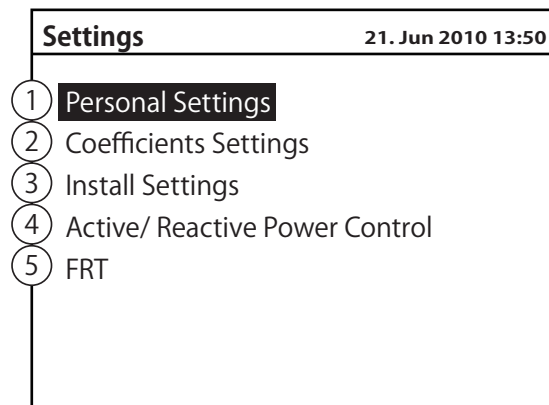 Settings 21. Jun 2010 13:50
1 Personal Settings
2 Coefficients Settings
3 Install Settings
4 Active/ Reactive Power Control
5 FRT